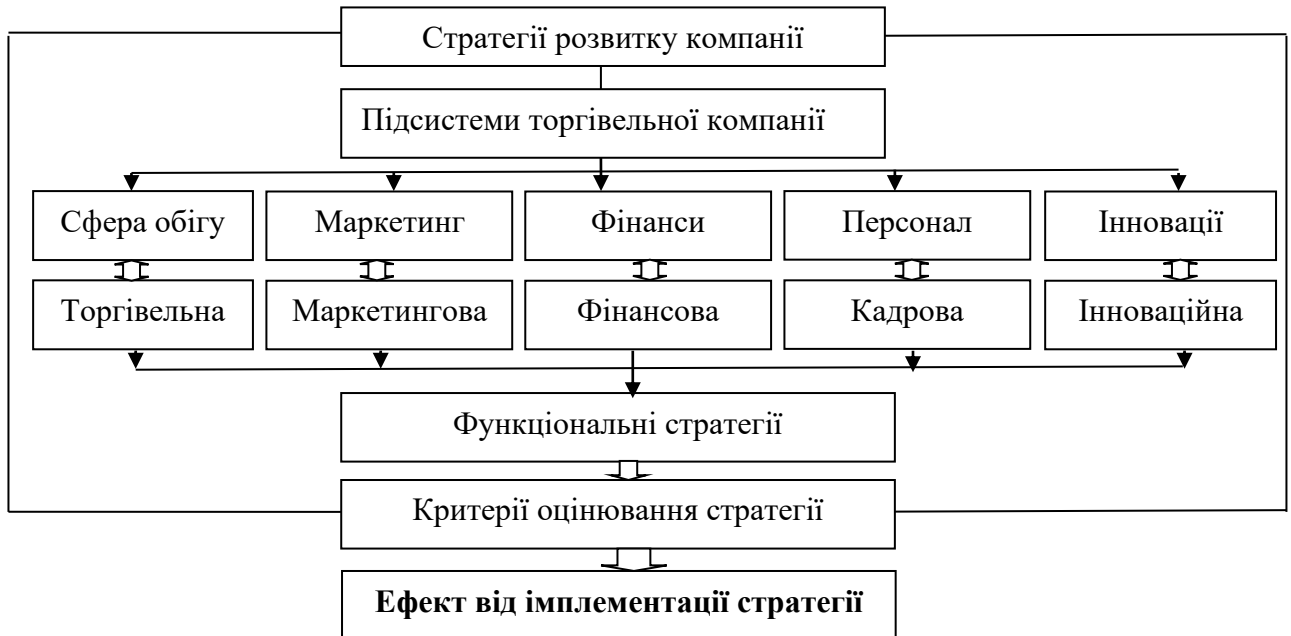 Стратегії розвитку компанії
Підсистеми торгівельної компанії
Сфера обігу
Маркетинг
Фінанси
Персонал
Інновації
Торгівельна
Маркетингова
Фінансова
Кадрова
Інноваційна
Функціональні стратегії
Критерії оцінювання стратегії
Ефект від імплементації стратегії